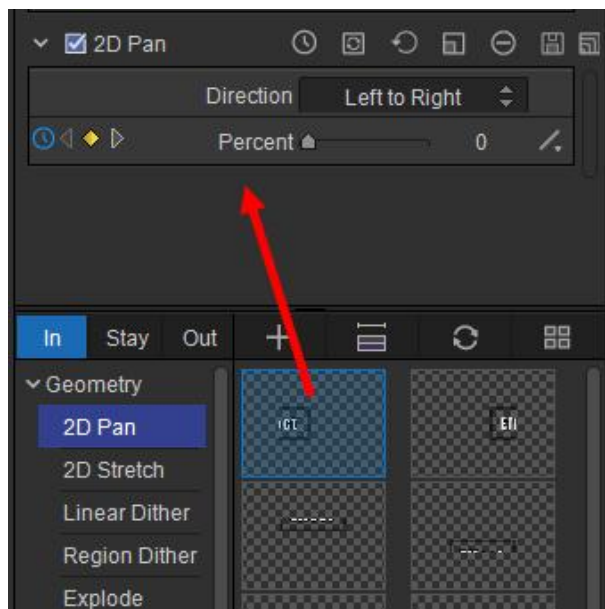 2D Pan
Direction Left to Right
Percent 0
In Stay Out
Geometry
2D Pan
2D Stretch
Linear Dither
Region Dither
Explode